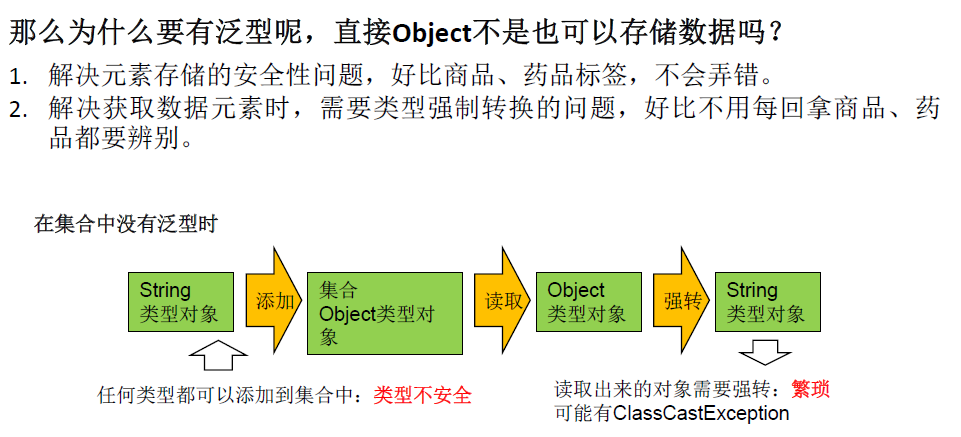 那么为什么要有泛型呢，直接Object不是也可以存储数据吗？
1. 解决元素存储的安全性问题，好比商品、药品标签，不会弄错。
2. 解决获取数据元素时，需要类型强制转换的问题，好比不用每回拿商品、药
品都要辨别。
在集合中没有泛型时
String
类型对象
添加
集合
Object类型对
象
读取
Object
类型对象
强转
String
类型对象
任何类型都可以添加到集合中：类型不安全
读取出来的对象需要强转：繁琐
可能有ClassCastException